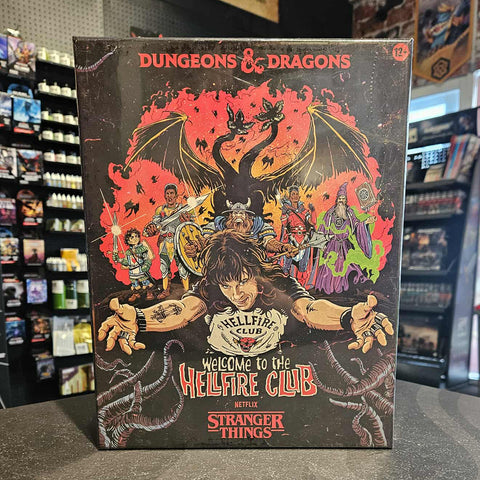 DUNGEONS & DRAGONS
12+
HELLFIRE
CLUB
WELCOME TO THE
HELLFIRE CLUB
NETFLIX
STRANGER
THINGS